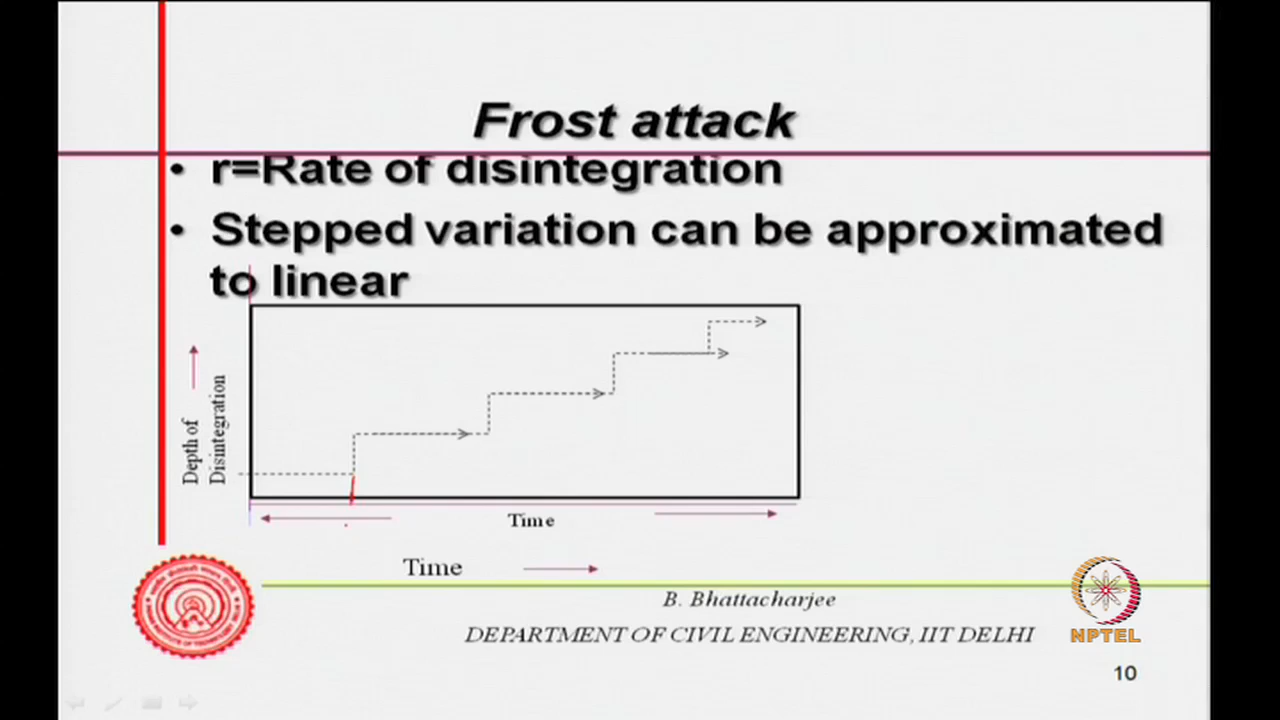 Frost attack
• r=Rate of disintegration
• Stepped variation can be approximated
to linear
Depth of
Disintegration
Time
Time
B. Bhattacharjee
DEPARTMENT OF CIVIL ENGINEERING, IIT DELHI
NPTEL
10